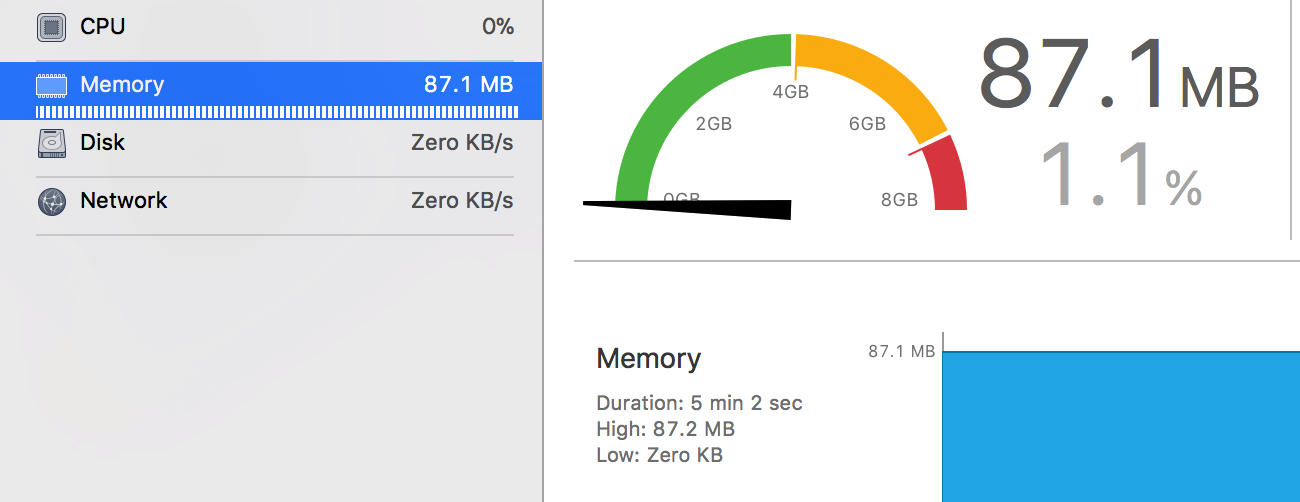 CPU 0%
Memory 87.1 MB
Disk Zero KB/s
Network Zero KB/s
0GB
2GB
4GB
6GB
8GB
87.1 MB
1.1 %
Memory
Duration: 5 min 2 sec
High: 87.2 MB
Low: Zero KB
87.1 MB